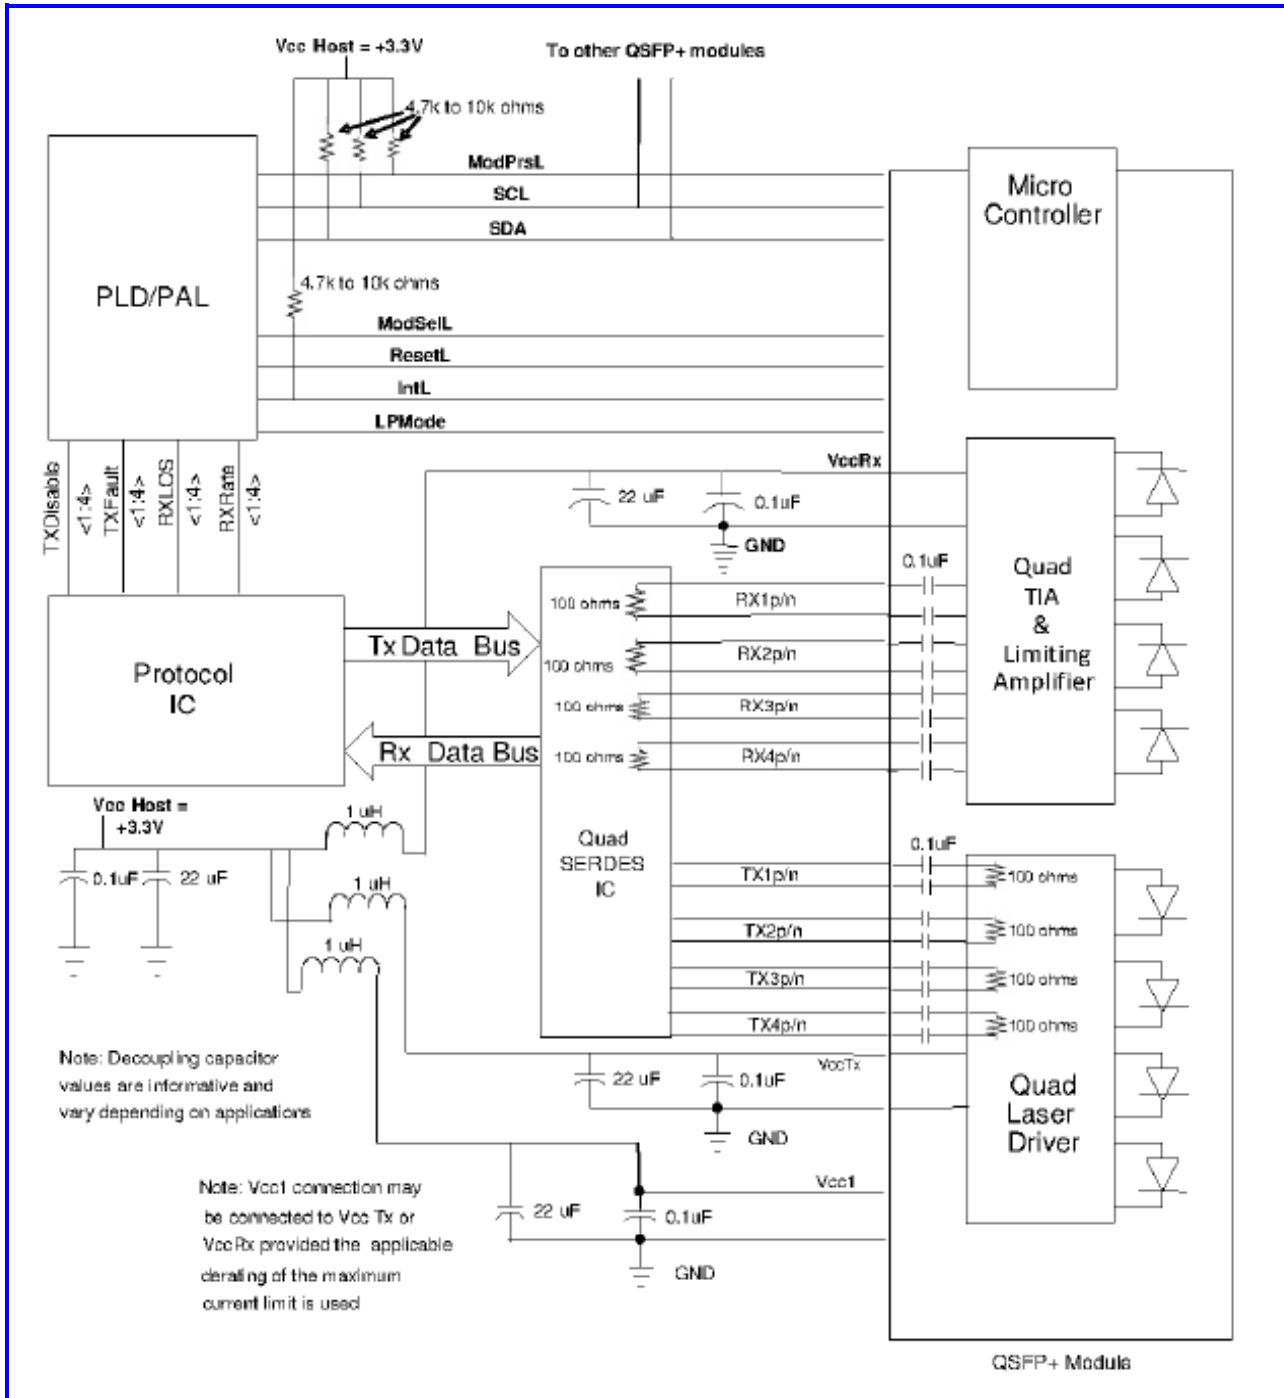 Vcc Host = +3.3V
To other QSFP+ modules
4.7k to 10k ohms
ModPrsL
SCL
SDA
Micro
Controller
PLD/PAL
4.7k to 10k ohms
ModSelL
ResetL
IntL
LPMode
TXDisable
<1:4>
TXFault
<1:4>
RXLOS
<1:4>
RXRate
<1:4>
VccRx
22 uF
0.1uF
GND
0.1uF
Quad
TIA
&
Limiting
Amplifier
100 ohms
RX1p/n
100 ohms
RX2p/n
100 ohms
RX3p/n
100 ohms
RX4p/n
Tx Data Bus
Protocol
IC
Rx Data Bus
Vcc Host =
+3.3V
0.1uF
22 uF
1 uH
1 uH
1 uH
Quad
SERDES
IC
0.1uF
TX1p/n
100 ohms
TX2p/n
100 ohms
TX3p/n
100 ohms
TX4p/n
100 ohms
VccTx
22 uF
0.1uF
GND
Quad
Laser
Driver
Note: Decoupling capacitor
values are informative and
vary depending on applications
Note: Vcc1 connection may
be connected to Vcc Tx or
VccRx provided the applicable
derating of the maximum
current limit is used
Vcc1
22 uF
0.1uF
GND
QSFP+ Module